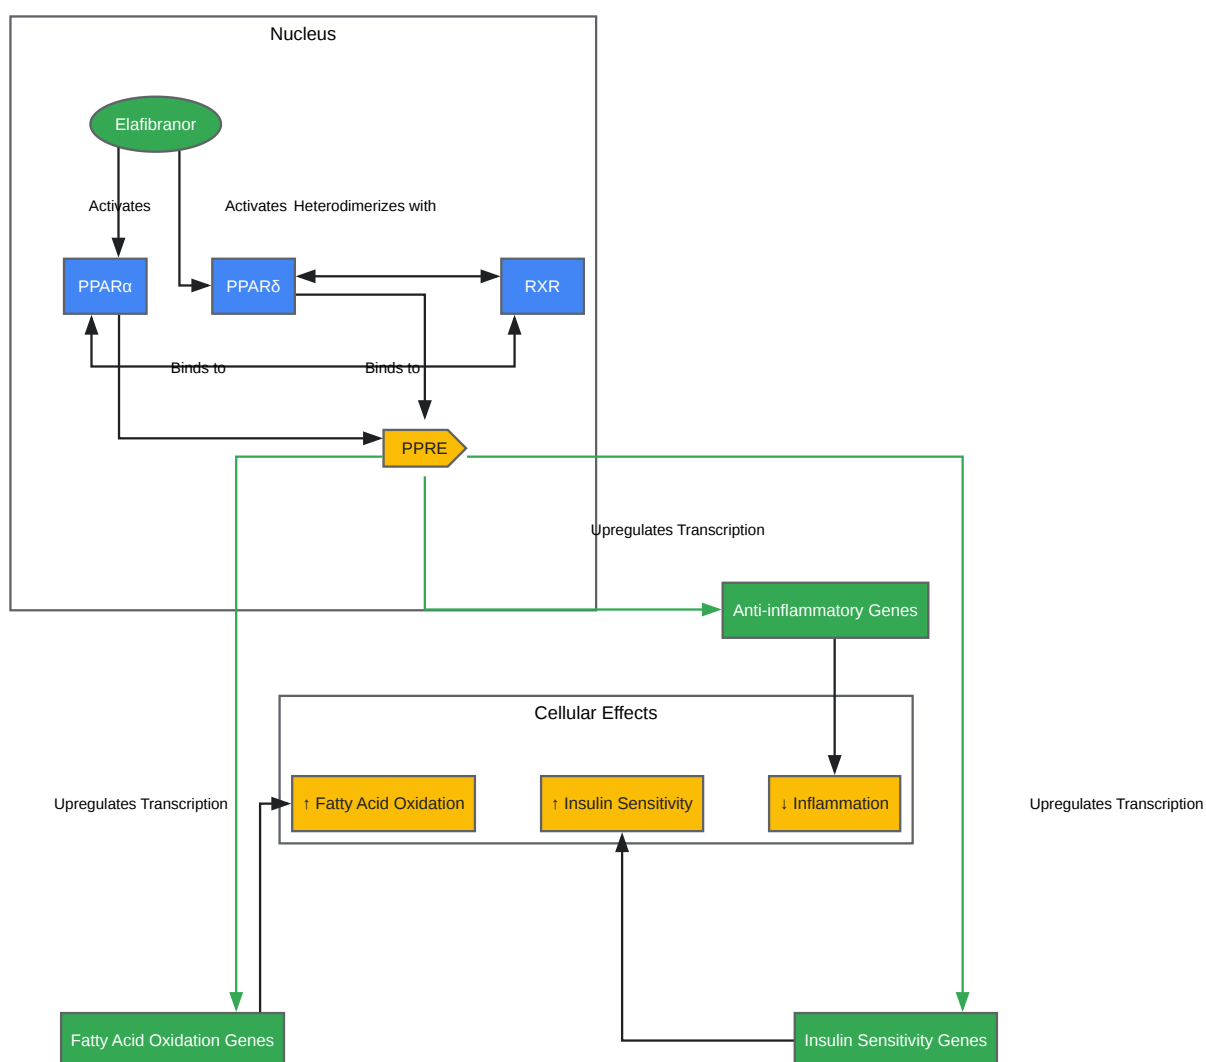 Nucleus
Elafibranor
Activates
Activates
Heterodimerizes with
PPARα
PPARδ
RXR
Binds to
Binds to
PPRE
Upregulates Transcription
Anti-inflammatory Genes
Cellular Effects
↑ Fatty Acid Oxidation
↑ Insulin Sensitivity
↓ Inflammation
Upregulates Transcription
Upregulates Transcription
Fatty Acid Oxidation Genes
Insulin Sensitivity Genes